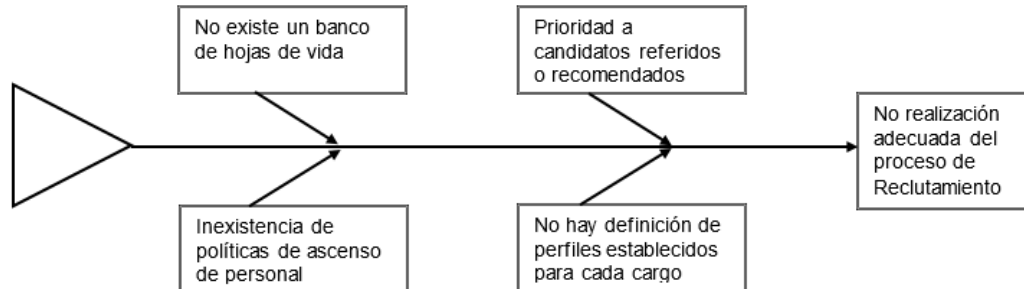 No existe un banco
de hojas de vida
Prioridad a
candidatos referidos
o recomendados
No realización
adecuada del
proceso de
Reclutamiento
Inexistencia de
políticas de ascenso
de personal
No hay definición de
perfiles establecidos
para cada cargo